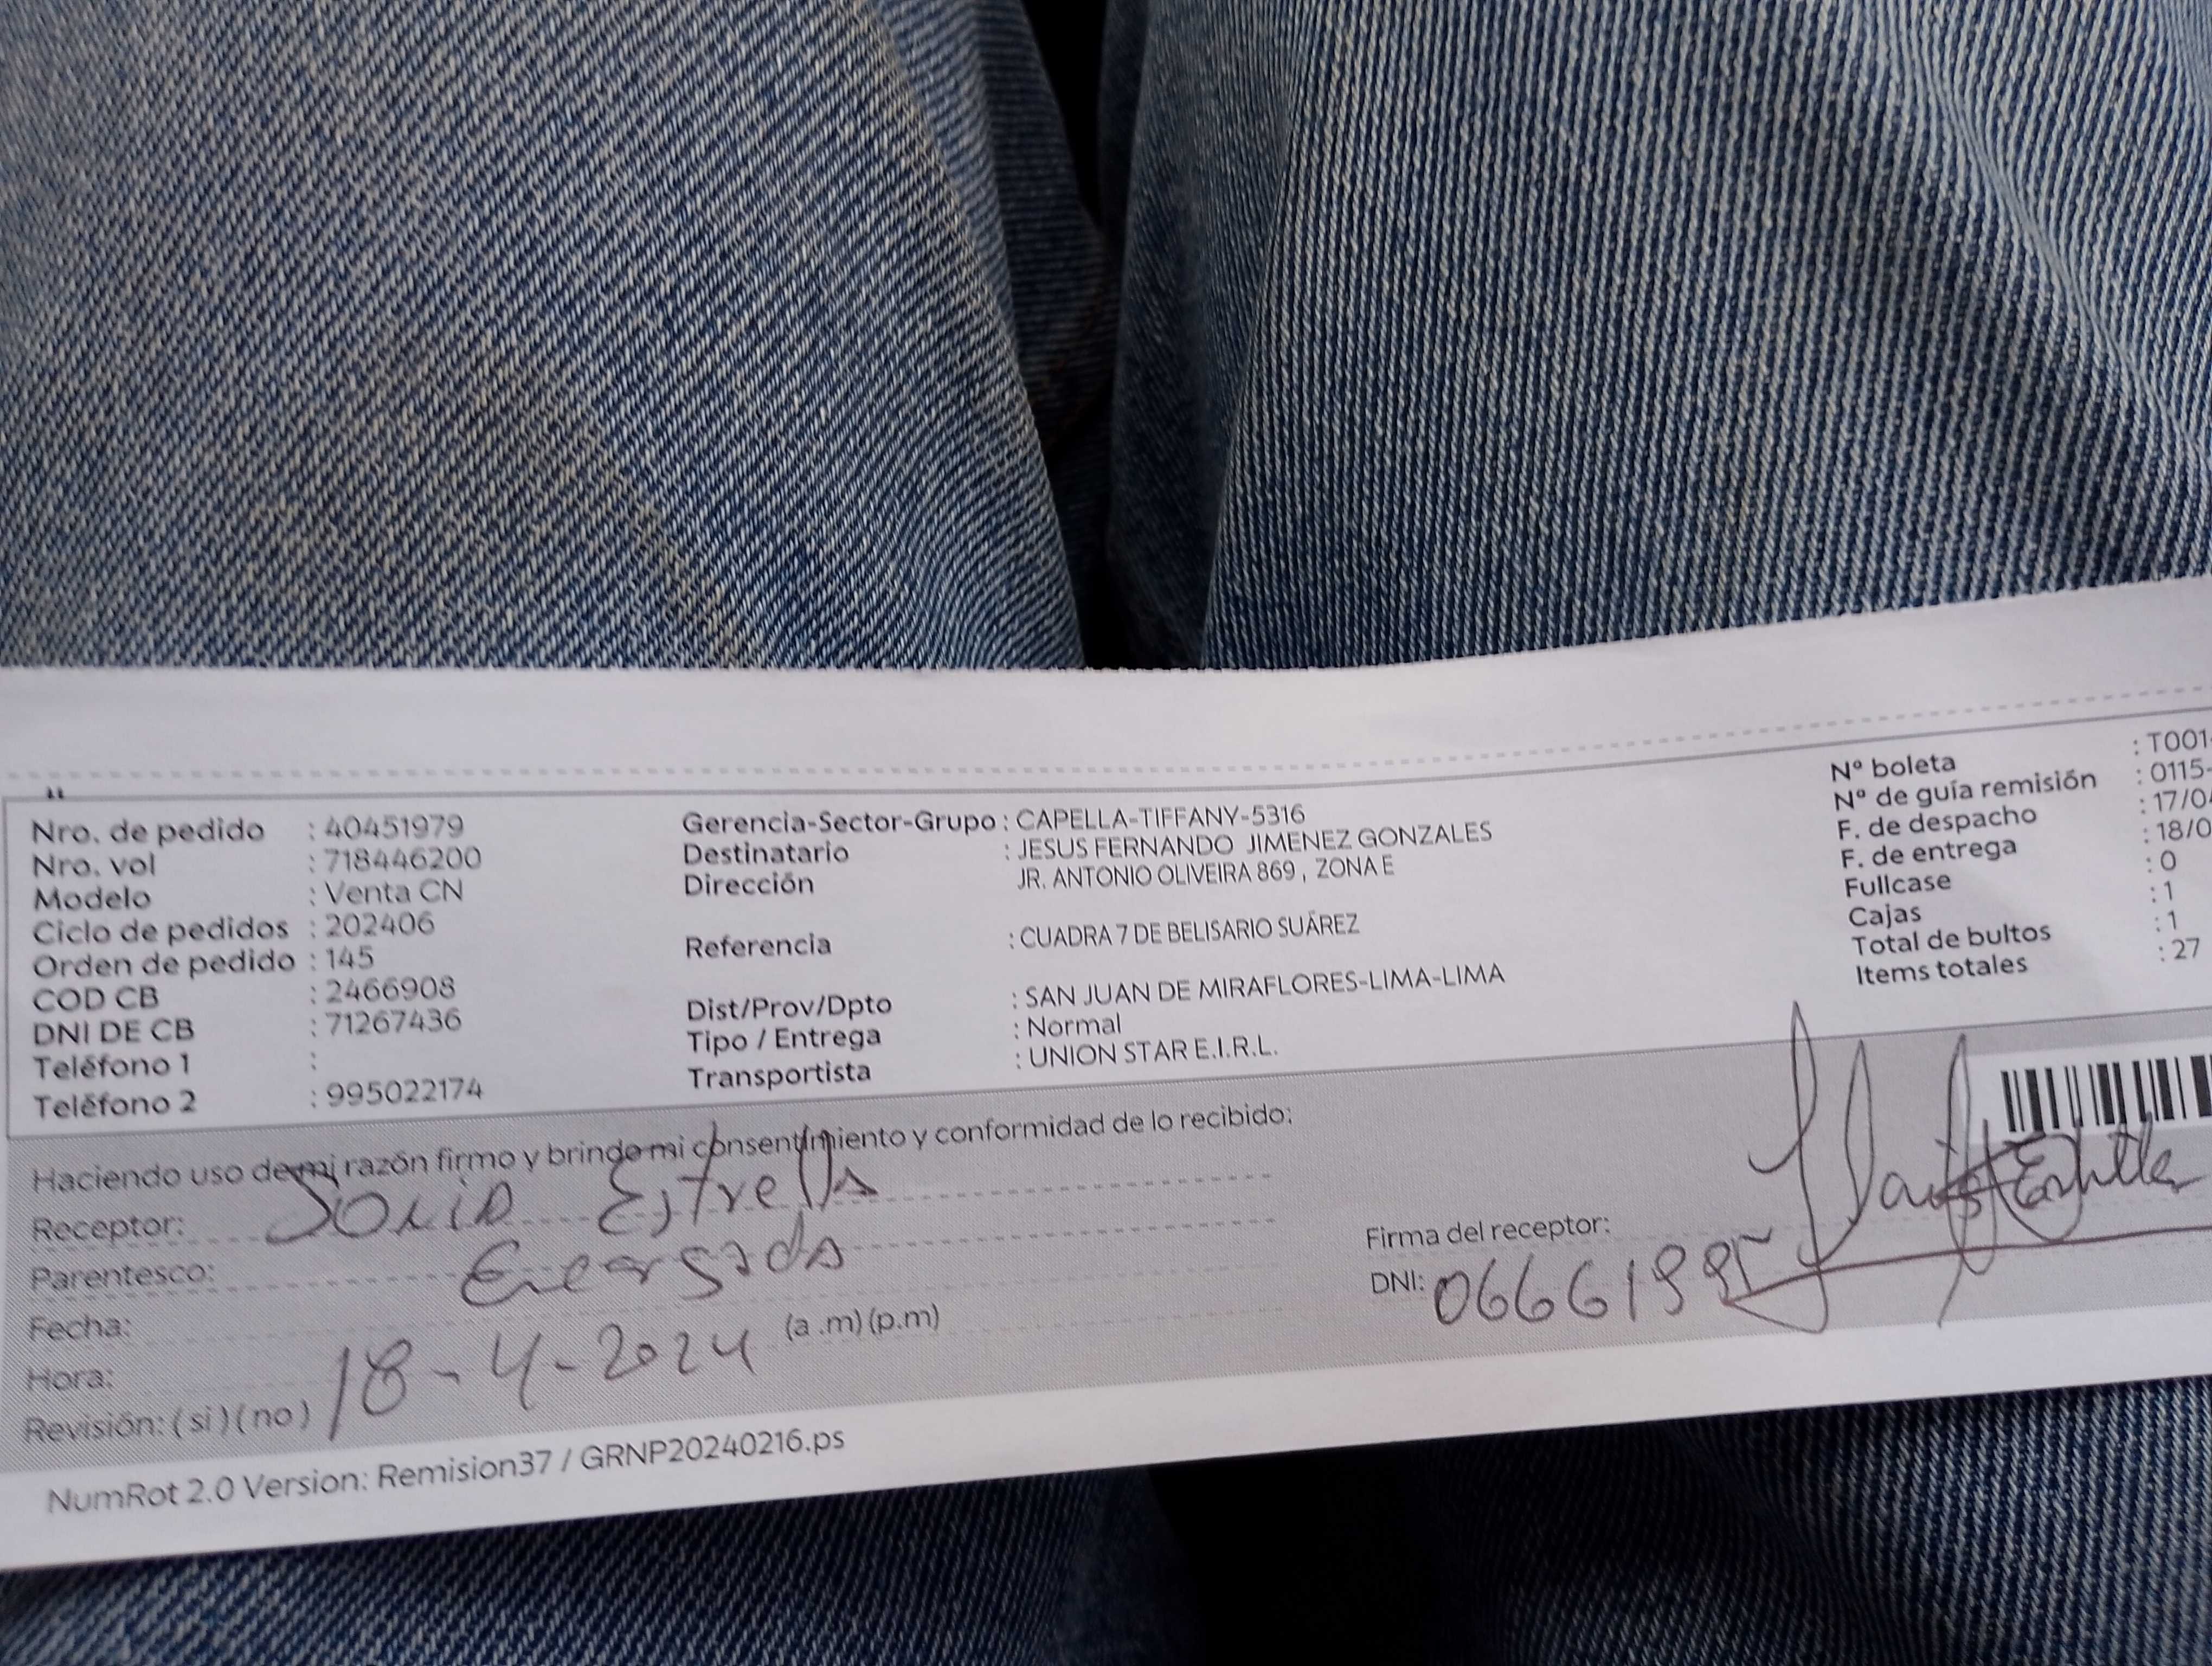 Nro. de pedido : 40451979
Nro. vol : 718446200
Modelo : Venta CN
Ciclo de pedidos : 202406
Orden de pedido : 145
COD CB : 2466908
DNI DE CB : 71267436
Teléfono 1 :
Teléfono 2 : 995022174
Gerencia-Sector-Grupo : CAPELLA-TIFFANY-5316
Destinatario : JESUS FERNANDO JIMENEZ GONZALES
Dirección JR. ANTONIO OLIVEIRA 869 , ZONA E
Referencia : CUADRA 7 DE BELISARIO SUÁREZ
Dist/Prov/Dpto : SAN JUAN DE MIRAFLORES-LIMA-LIMA
Tipo / Entrega : Normal
Transportista : UNION STAR E.I.R.L.
Nº boleta : T001-
Nº de guía remisión : 0115-
F. de despacho : 17/0
F. de entrega : 18/0
Fullcase : 0
Cajas : 1
Total de bultos : 1
Items totales : 27
Haciendo uso de mi razón firmo y brindo mi consentimiento y conformidad de lo recibido:
Receptor: Sonia Estrella
Parentesco: Encargada
Fecha:
Hora: 18-4-2024 (a .m) (p.m)
Revisión: ( si ) ( no )
Firma del receptor:
DNI: 06661995
NumRot 2.0 Version: Remision37 / GRNP20240216.ps